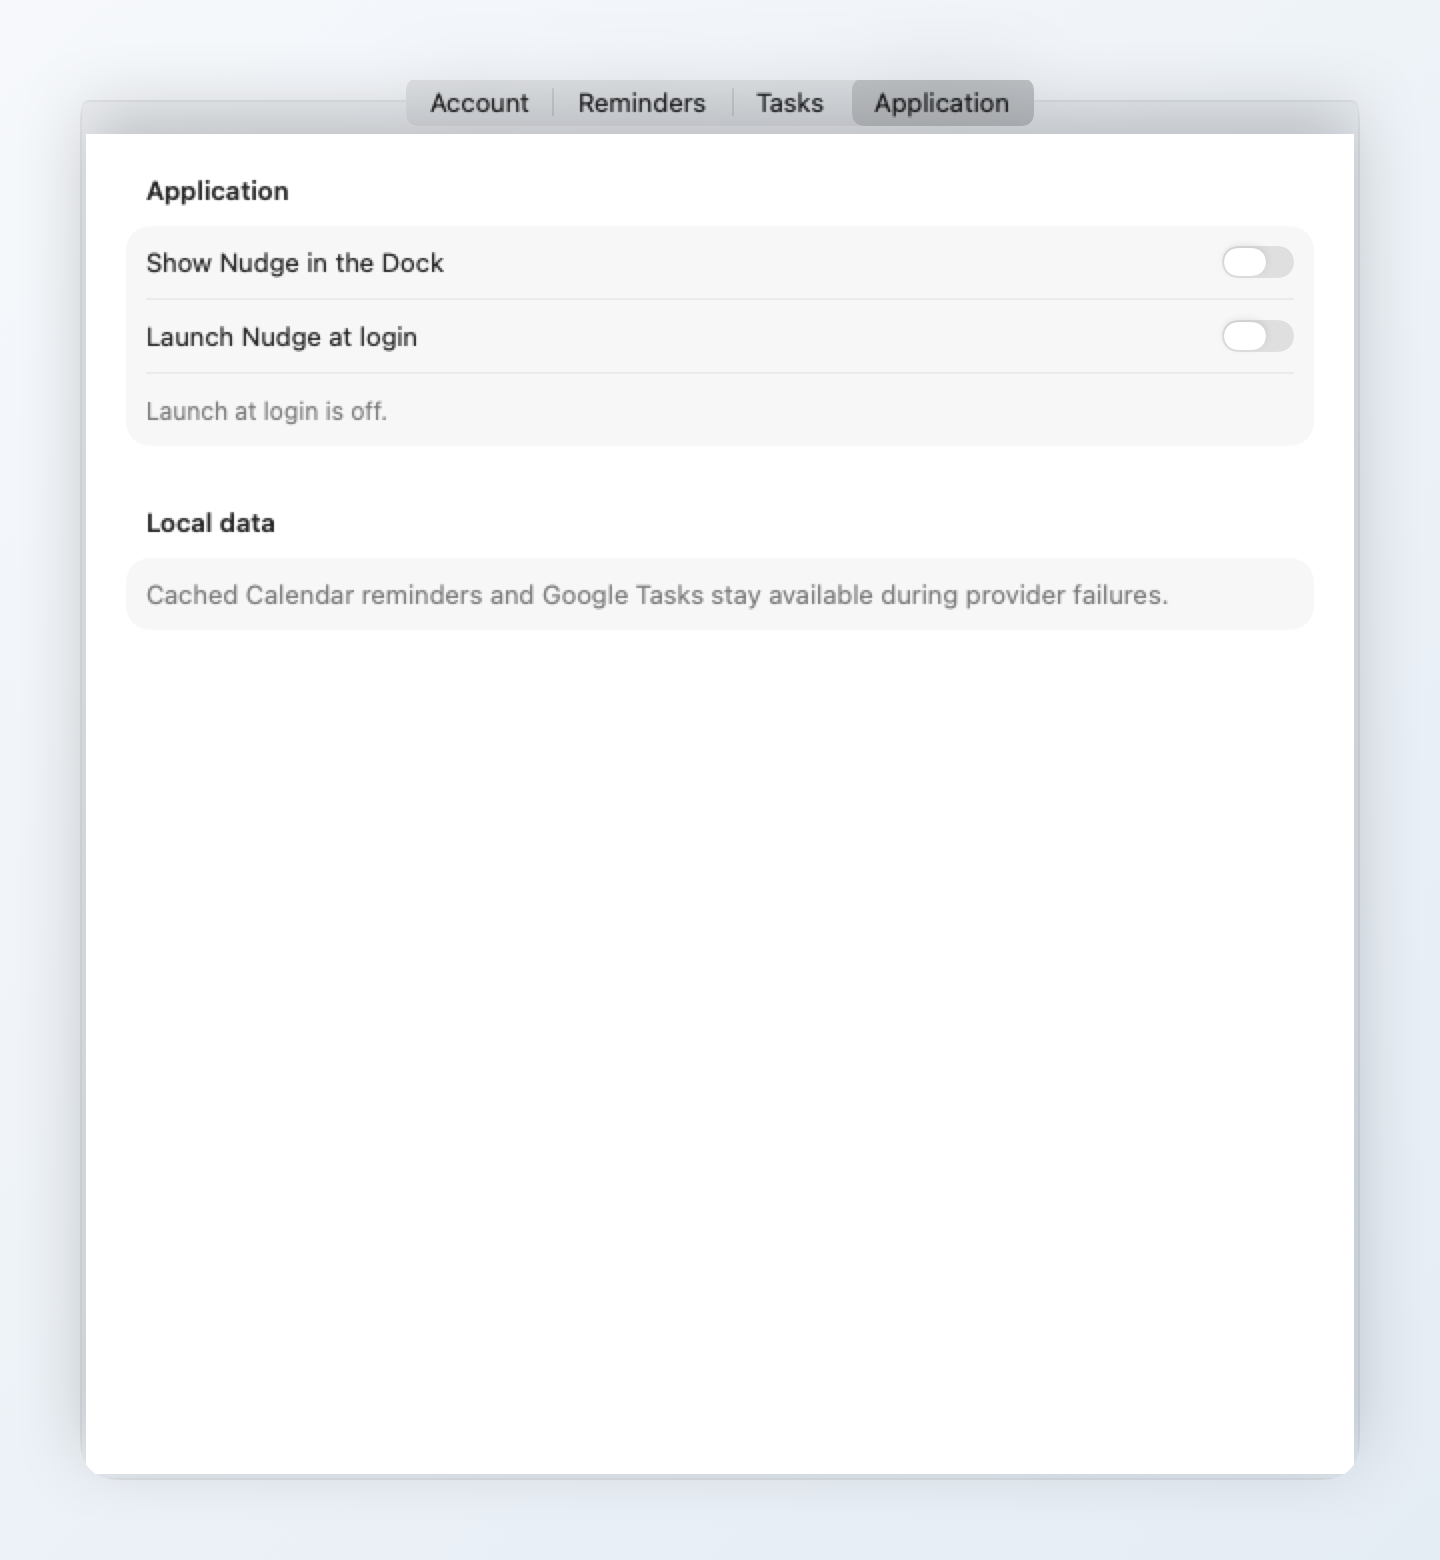 Account Reminders Tasks Application
Application
Show Nudge in the Dock
Launch Nudge at login
Launch at login is off.
Local data
Cached Calendar reminders and Google Tasks stay available during provider failures.